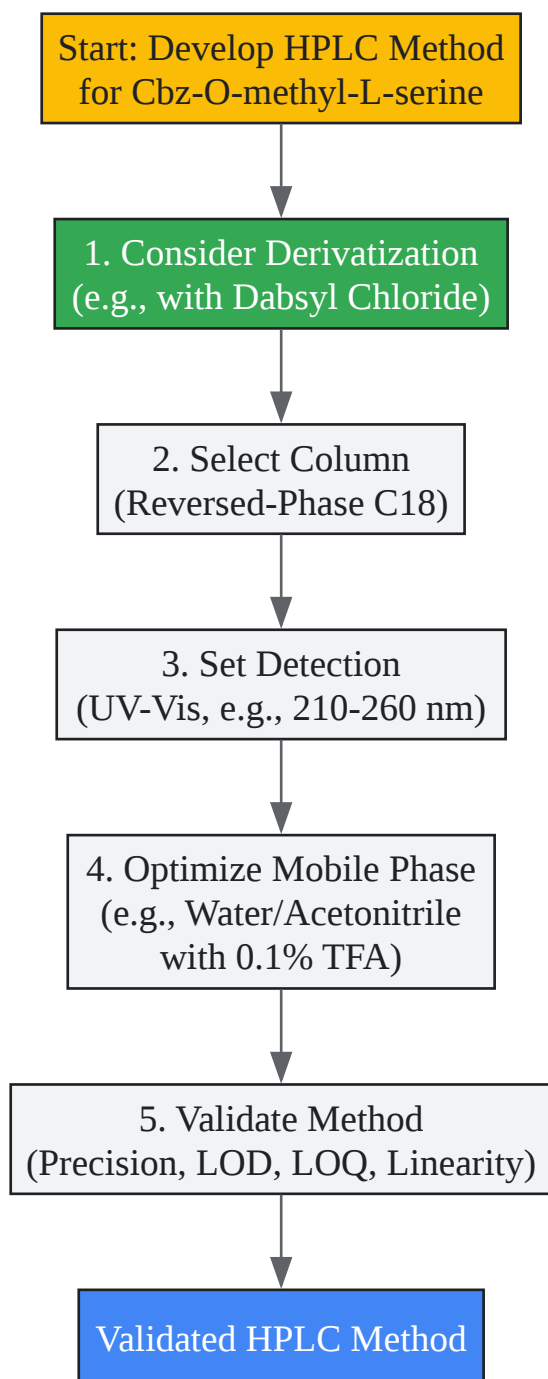 Start: Develop HPLC Method
for Cbz-O-methyl-L-serine
1. Consider Derivatization
(e.g., with Dabsyl Chloride)
2. Select Column
(Reversed-Phase C18)
3. Set Detection
(UV-Vis, e.g., 210-260 nm)
4. Optimize Mobile Phase
(e.g., Water/Acetonitrile
with 0.1% TFA)
5. Validate Method
(Precision, LOD, LOQ, Linearity)
Validated HPLC Method